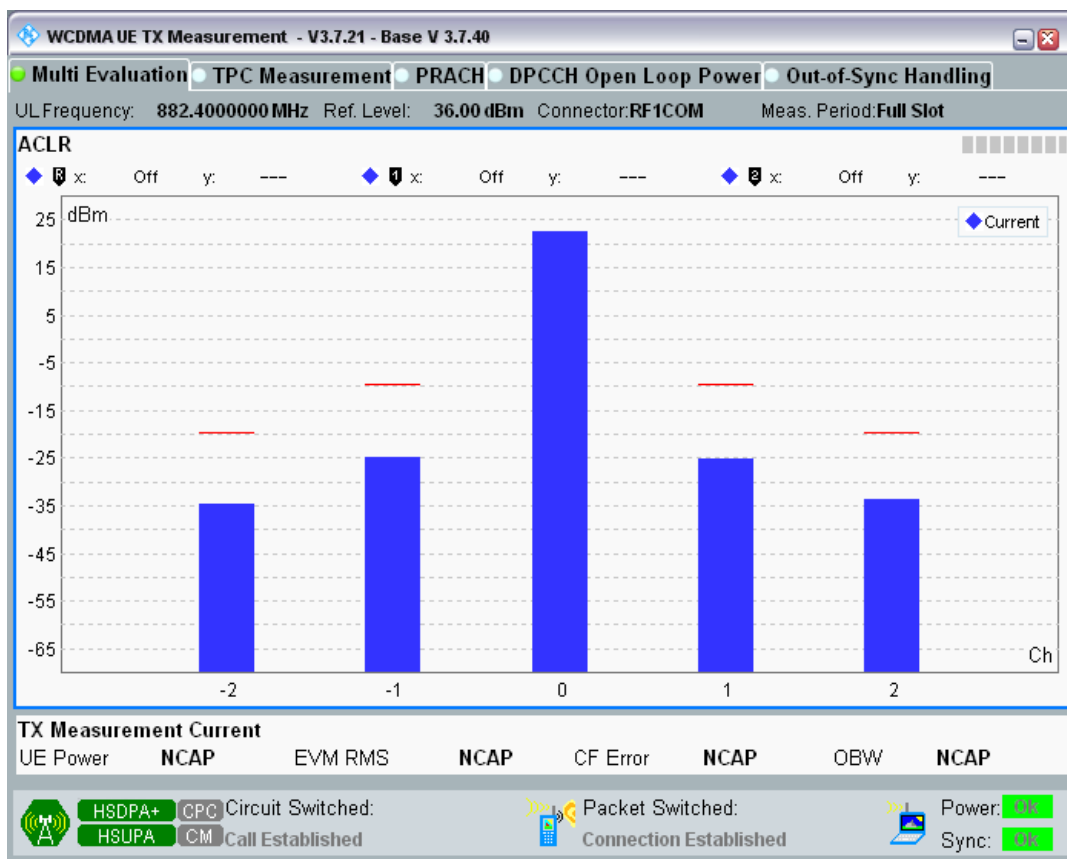 WCDMA UE TX Measurement - V3.7.21 - Base V 3.7.40
Multi Evaluation TPC Measurement PRACH DPCCH Open Loop Power Out-of-Sync Handling
UL Frequency: 882.4000000 MHz Ref. Level: 36.00 dBm Connector:RF1COM Meas. Period:Full Slot
ACLR
R x: Off y: --- 1 x: Off y: --- 2 x: Off y: ---
dBm
Current
25
15
5
-5
-15
-25
-35
-45
-55
-65
Ch
-2 -1 0 1 2
TX Measurement Current
UE Power NCAP EVM RMS NCAP CF Error NCAP OBW NCAP
HSDPA+ CPC Circuit Switched: Packet Switched: Power: Ok
HSUPA CM Call Established Connection Established Sync: Ok